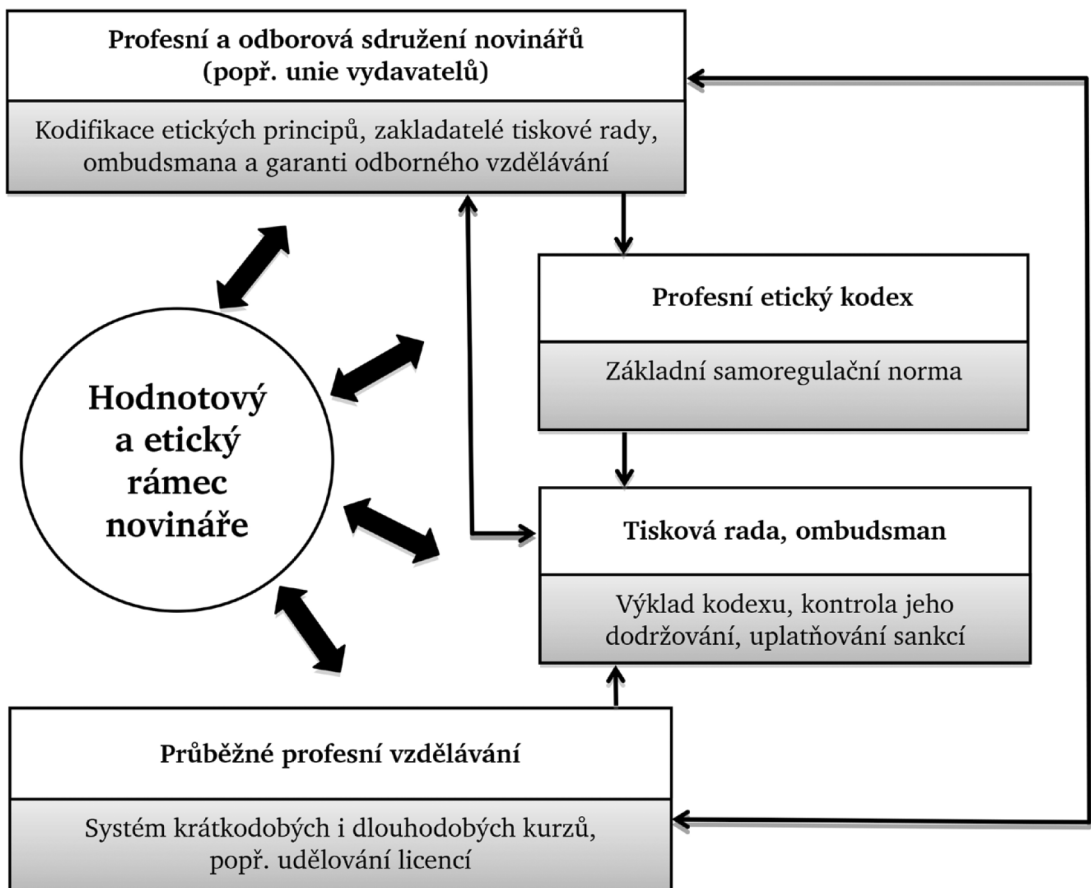 Profesní a odborová sdružení novinářů
(popř. unie vydavatelů)
Kodifikace etických principů, zakladatelé tiskové rady,
ombudsmana a garanti odborného vzdělávání
Profesní etický kodex
Základní samoregulační norma
Hodnotový
a etický
rámec
novináře
Tisková rada, ombudsman
Výklad kodexu, kontrola jeho
dodržování, uplatňování sankcí
Průběžné profesní vzdělávání
Systém krátkodobých i dlouhodobých kurzů,
popř. udělování licencí